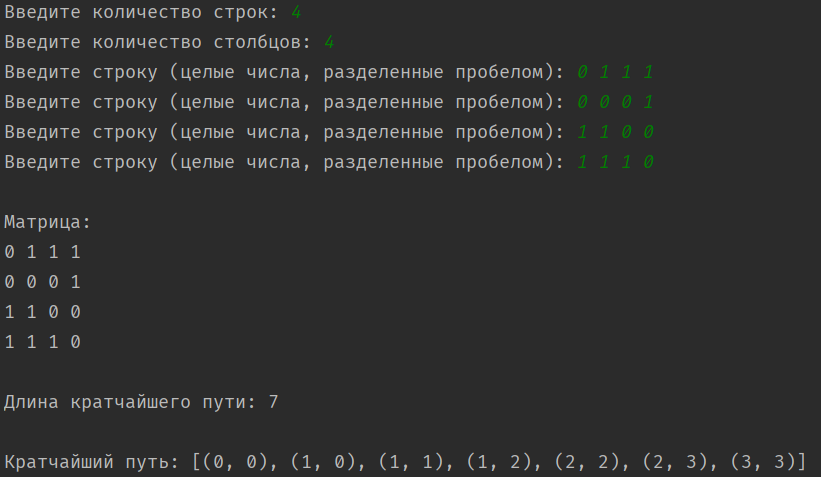 Введите количество строк: 4
Введите количество столбцов: 4
Введите строку (целые числа, разделенные пробелом): 0 1 1 1
Введите строку (целые числа, разделенные пробелом): 0 0 0 1
Введите строку (целые числа, разделенные пробелом): 1 1 0 0
Введите строку (целые числа, разделенные пробелом): 1 1 1 0
Матрица:
0 1 1 1
0 0 0 1
1 1 0 0
1 1 1 0
Длина кратчайшего пути: 7
Кратчайший путь: [(0, 0), (1, 0), (1, 1), (1, 2), (2, 2), (2, 3), (3, 3)]